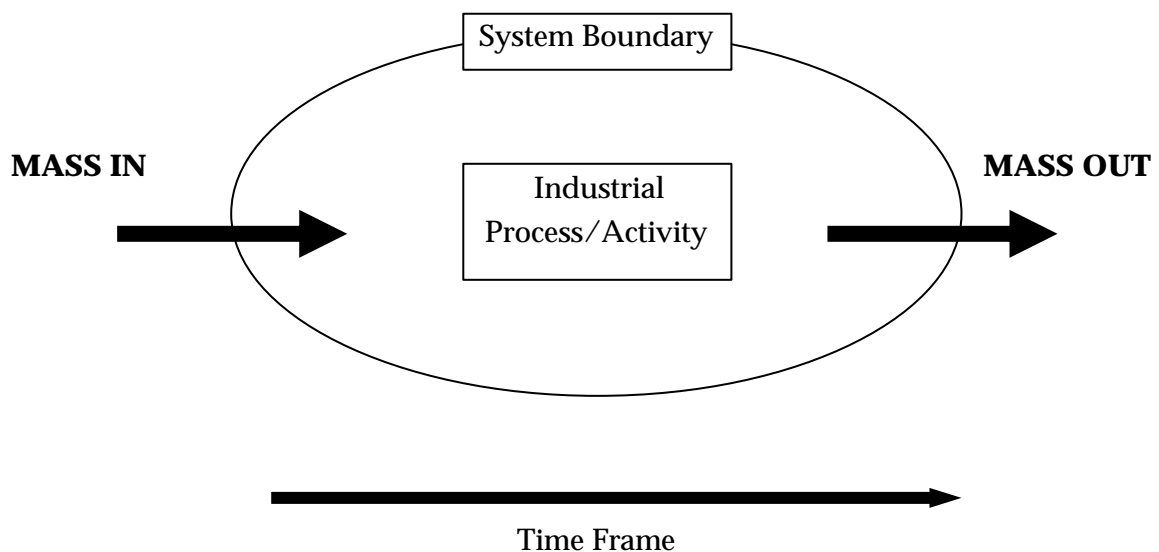 System Boundary
MASS IN
MASS OUT
Industrial
Process/Activity
Time Frame